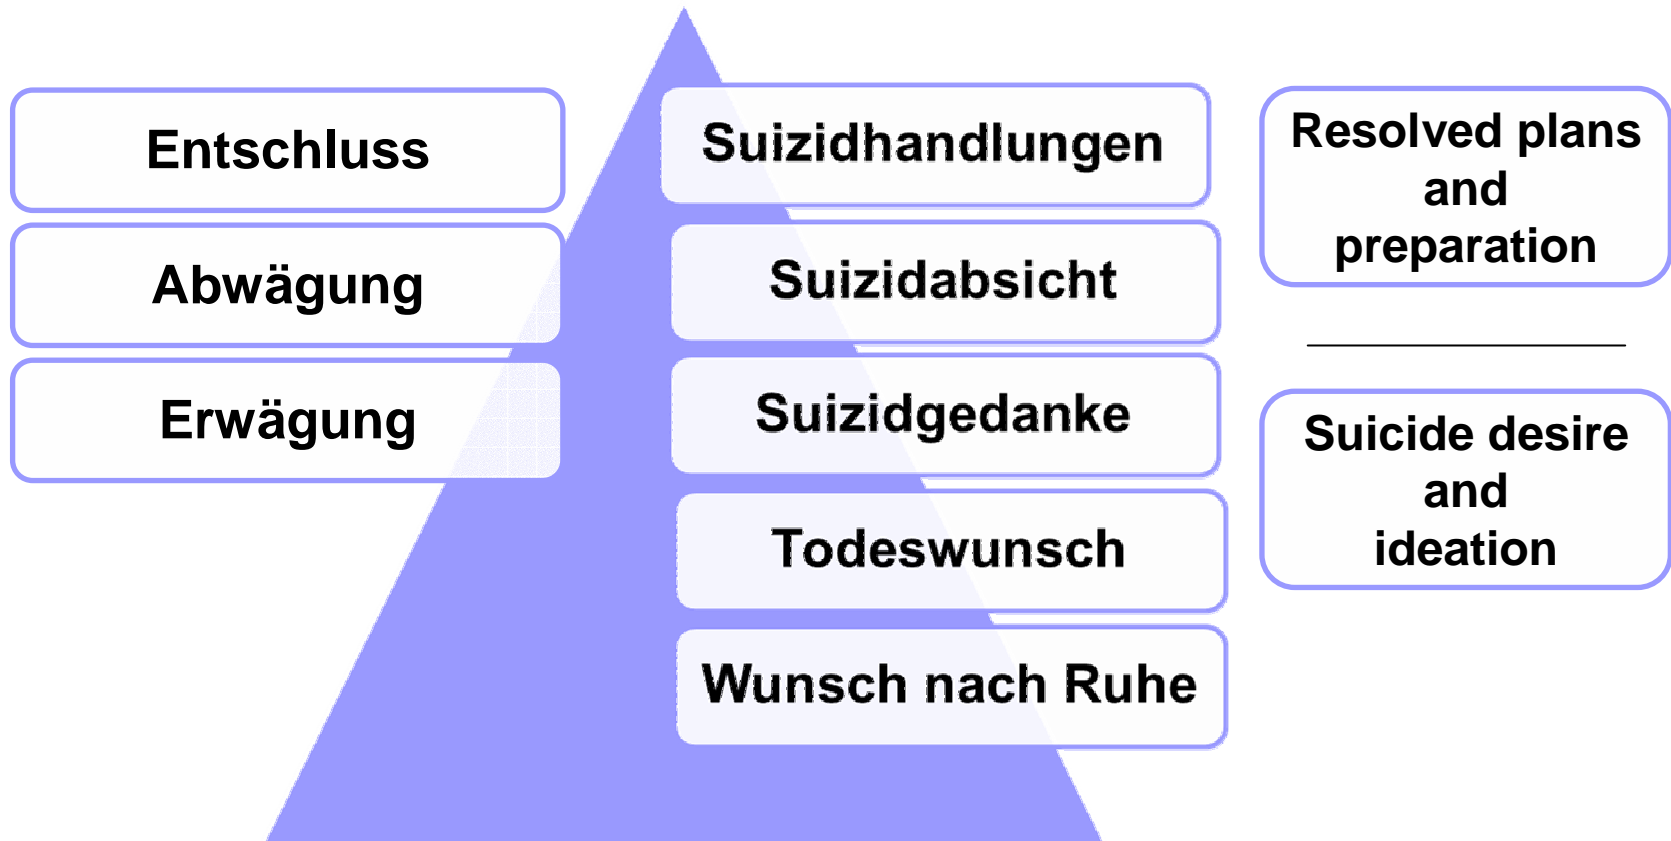 Entschluss
Abwägung
Erwägung
Suizidhandlungen
Suizidabsicht
Suizidgedanke
Todeswunsch
Wunsch nach Ruhe
Resolved plans
and
preparation
Suicide desire
and
ideation